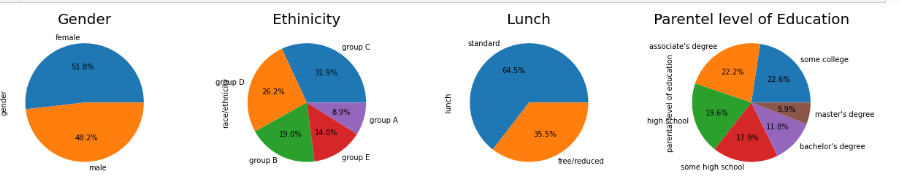 Gender
female
51.8%
48.2%
male
gender
Ethinicity
group C
31.9%
group D
26.2%
race/ethnicity
8.9%
group A
19.0%
14.0%
group B
group E
Lunch
standard
64.5%
lunch
35.5%
free/reduced
Parentel level of Education
associate's degree
some college
22.2%
22.6%
parental level of education
high school
19.6%
5.9%
master's degree
11.8%
17.9%
bachelor's degree
some high school